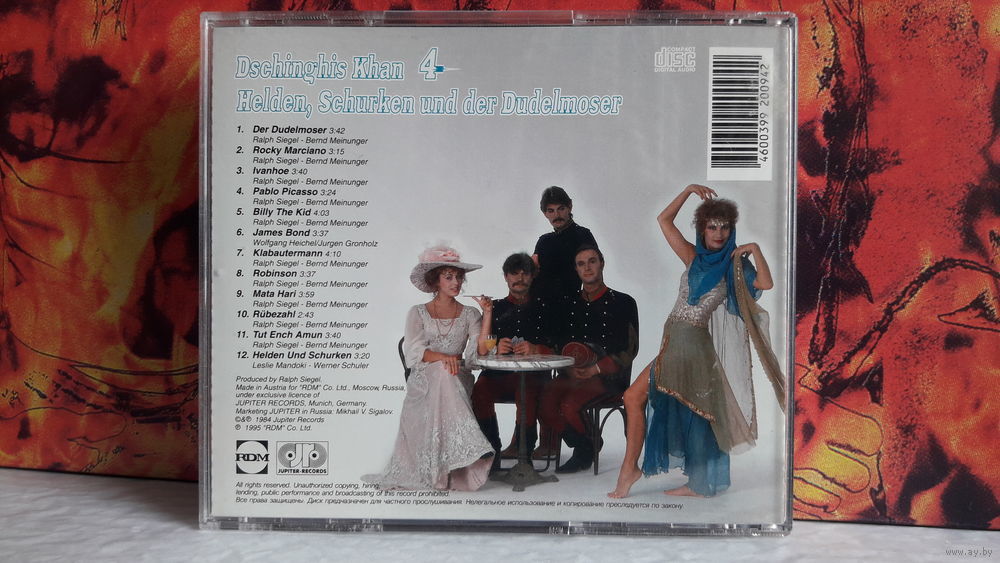 Dschinghis Khan 4
Helden, Schurken und der Dudelmoser
COMPACT
disc
DIGITAL AUDIO
4600399 200942
1. Der Dudelmoser 3:42
Ralph Siegel - Bernd Meinunger
2. Rocky Marciano 3:15
Ralph Siegel - Bernd Meinunger
3. Ivanhoe 3:40
Ralph Siegel - Bernd Meinunger
4. Pablo Picasso 3:24
Ralph Siegel - Bernd Meinunger
5. Billy The Kid 4:03
Ralph Siegel - Bernd Meinunger
6. James Bond 3:37
Wolfgang Heichel/Jurgen Gronholz
7. Klabautermann 4:10
Ralph Siegel - Bernd Meinunger
8. Robinson 3:37
Ralph Siegel - Bernd Meinunger
9. Mata Hari 3:59
Ralph Siegel - Bernd Meinunger
10. Rübezahl 2:43
Ralph Siegel - Bernd Meinunger
11. Tut Ench Amun 3:40
Ralph Siegel - Bernd Meinunger
12. Helden Und Schurken 3:20
Leslie Mandoki - Werner Schuler
Produced by Ralph Siegel.
Made in Austria for "RDM" Co. Ltd., Moscow, Russia,
under exclusive licence of
JUPITER RECORDS, Munich, Germany.
Marketing JUPITER in Russia: Mikhail V. Sigalov.
©&℗ 1984 Jupiter Records
℗ 1995 "RDM" Co. Ltd.
RDM
JUPITER-RECORDS
All rights reserved. Unauthorized copying, hiring,
lending, public performance and broadcasting of this record prohibited.
Все права защищены. Диск предназначен для частного прослушивания. Нелегальное использование и копирование преследуется по закону.
www.ay.by